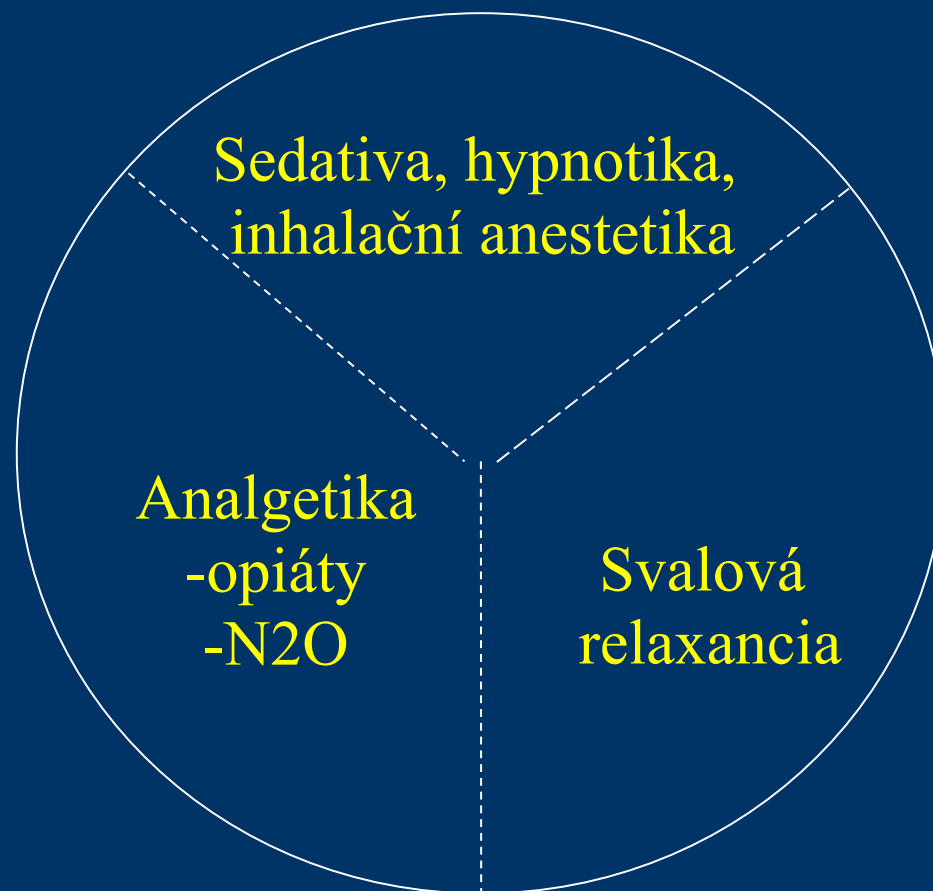 Sedativa, hypnotika,
inhalační anestetika
Analgetika
-opiáty
-N2O
Svalová
relaxancia